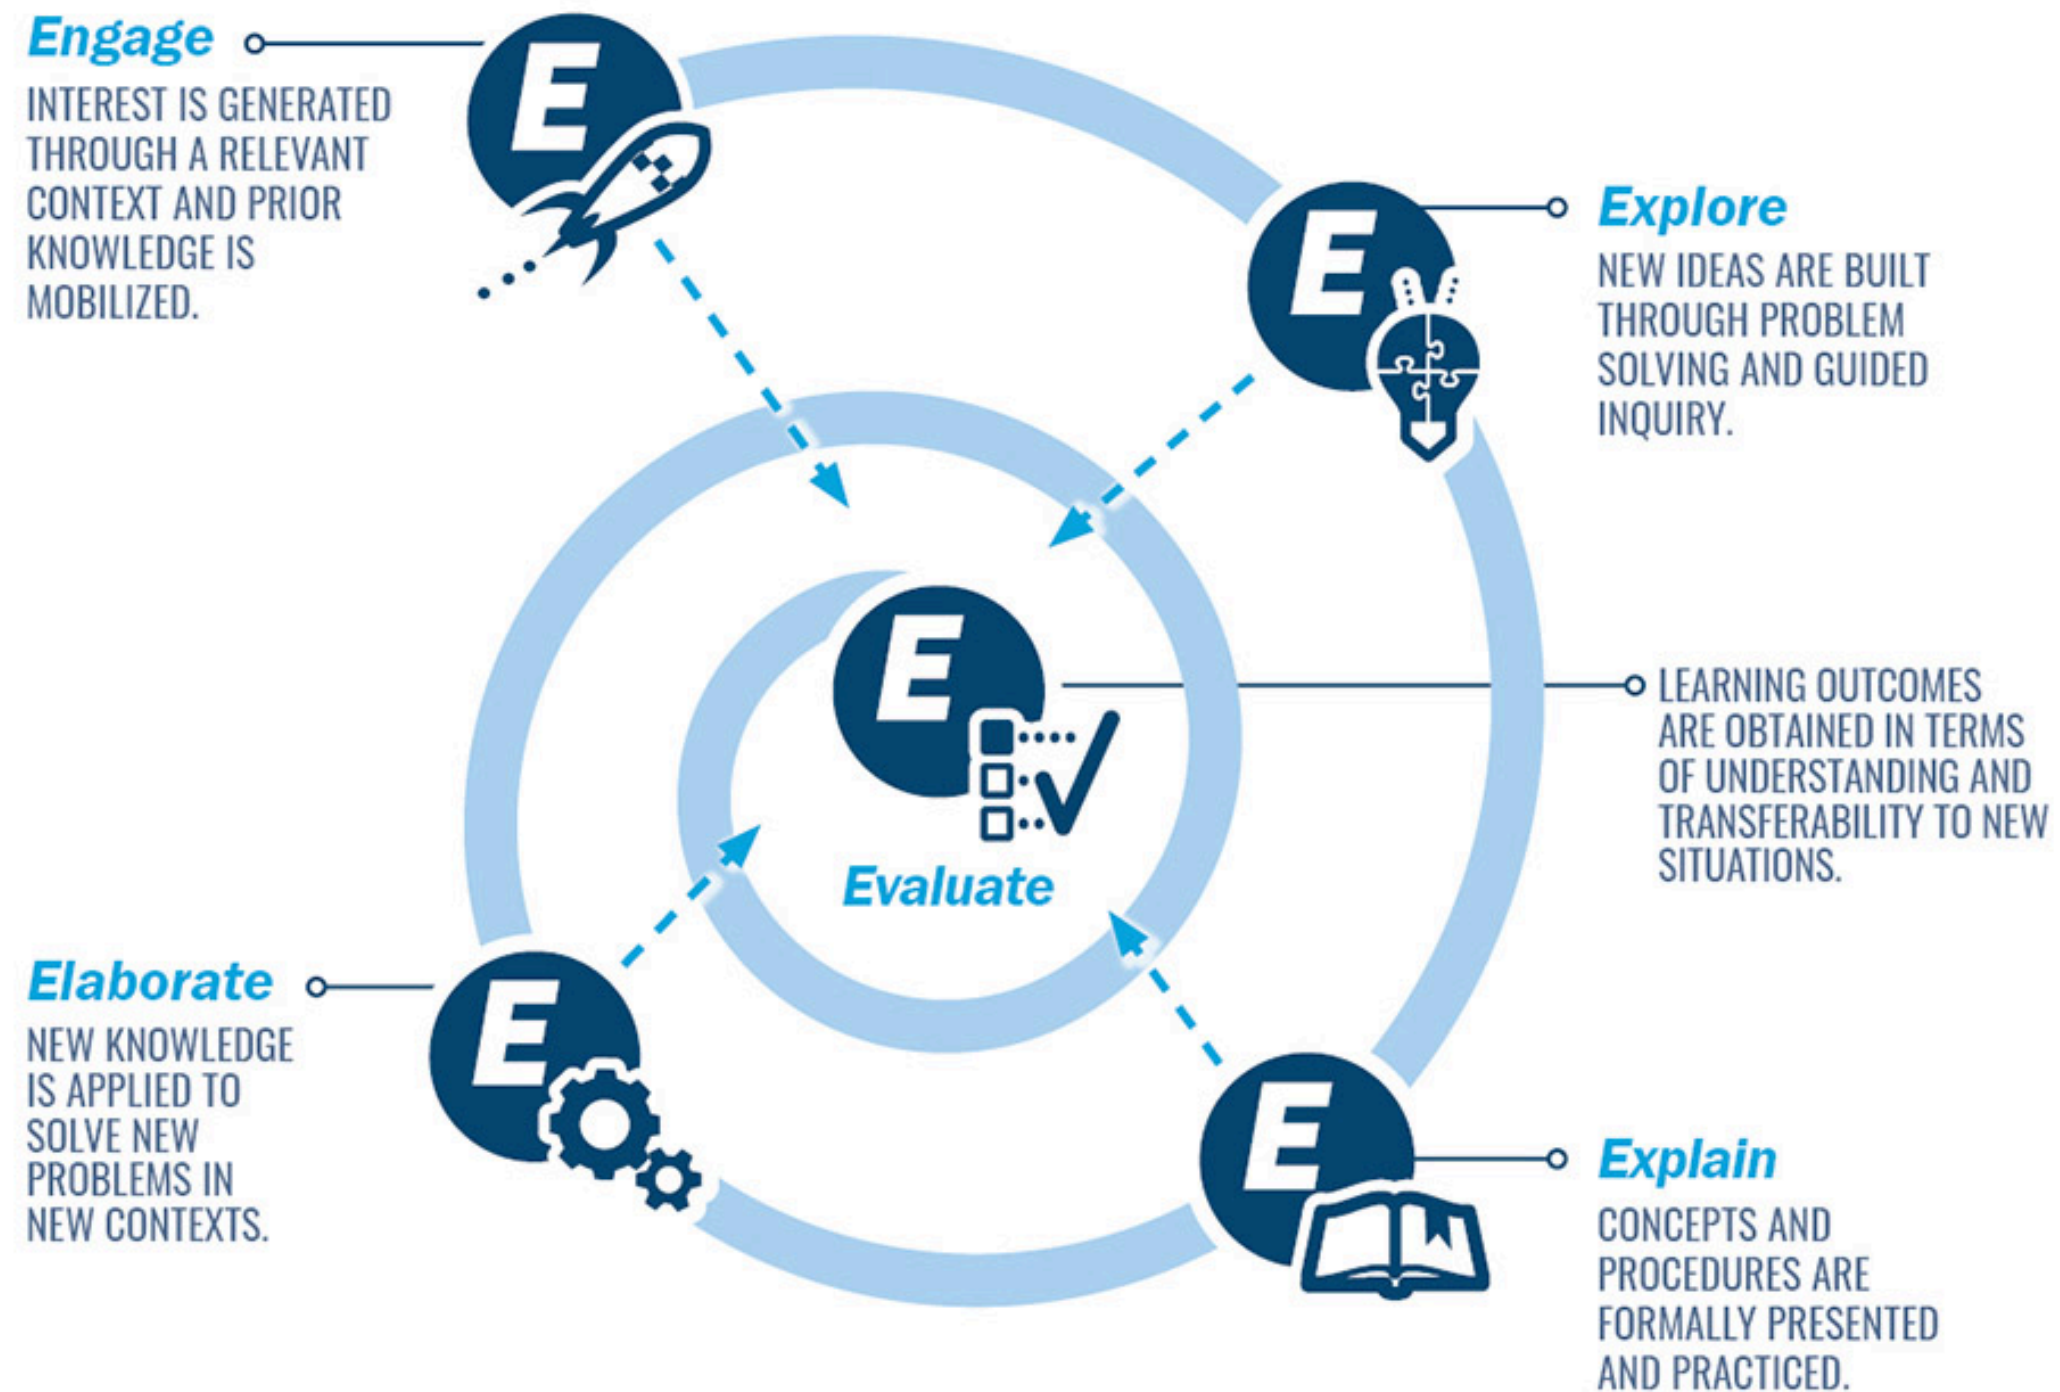 Engage
INTEREST IS GENERATED
THROUGH A RELEVANT
CONTEXT AND PRIOR
KNOWLEDGE IS
MOBILIZED.
E
E
Explore
NEW IDEAS ARE BUILT
THROUGH PROBLEM
SOLVING AND GUIDED
INQUIRY.
E
Evaluate
LEARNING OUTCOMES
ARE OBTAINED IN TERMS
OF UNDERSTANDING AND
TRANSFERABILITY TO NEW
SITUATIONS.
Elaborate
NEW KNOWLEDGE
IS APPLIED TO
SOLVE NEW
PROBLEMS IN
NEW CONTEXTS.
E
E
Explain
CONCEPTS AND
PROCEDURES ARE
FORMALLY PRESENTED
AND PRACTICED.